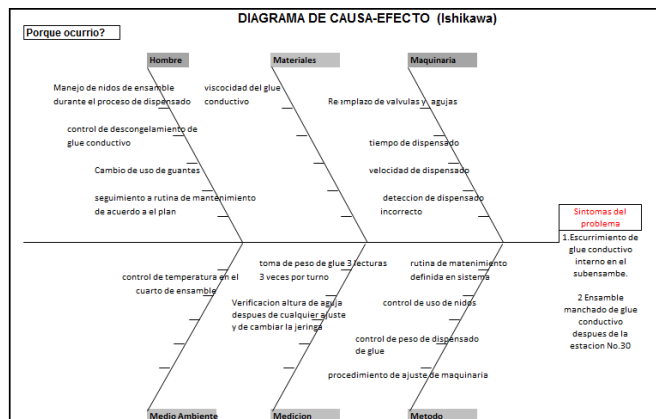 DIAGRAMA DE CAUSA-EFECTO (Ishikawa)
Porque ocurrio?
Hombre
Materiales
Maquinaria
Manejo de nidos de ensamble
durante el proceso de dispensado
viscocidad del glue
conductivo
Reemplazo de valvulas y agujas
control de descongelamiento de
glue conductivo
tiempo de dispensado
Cambio de uso de guantes
velocidad de dispensado
seguimiento a rutina de mantenimiento
de acuerdo a el plan
deteccion de dispensado
incorrecto
Sintomas del
problema
1.Escurrimiento de
glue conductivo
interno en el
subensambe.
2 Ensamble
manchado de glue
conductivo
despues de la
estacion No.30
control de temperatura en el
cuarto de ensamble
toma de peso de glue 3 lecturas
3 veces por turno
rutina de matenimiento
definida en sistema
Verificacion altura de aguja
despues de cualquier ajuste
y de cambiar la jeringa
control de uso de nidos
control de peso de dispensado
de glue
procedimiento de ajuste de maquinaria
Medio Ambiente
Medicion
Metodo